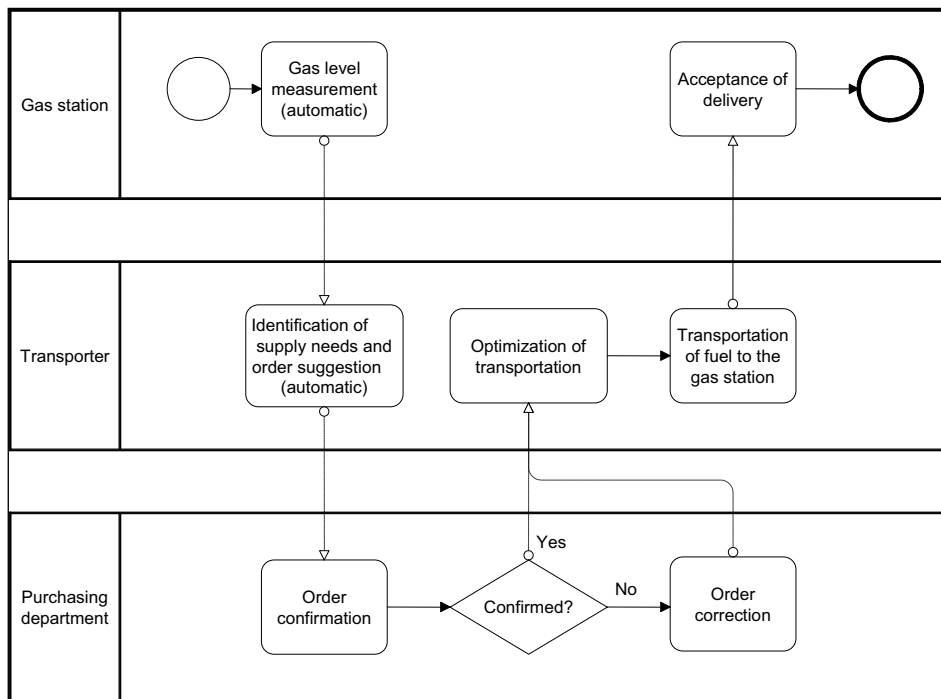 Gas station
Gas level
measurement
(automatic)
Acceptance of
delivery
Transporter
Identification of
supply needs and
order suggestion
(automatic)
Optimization of
transportation
Transportation
of fuel to the
gas station
Purchasing
department
Order
confirmation
Confirmed?
Yes
No
Order
correction